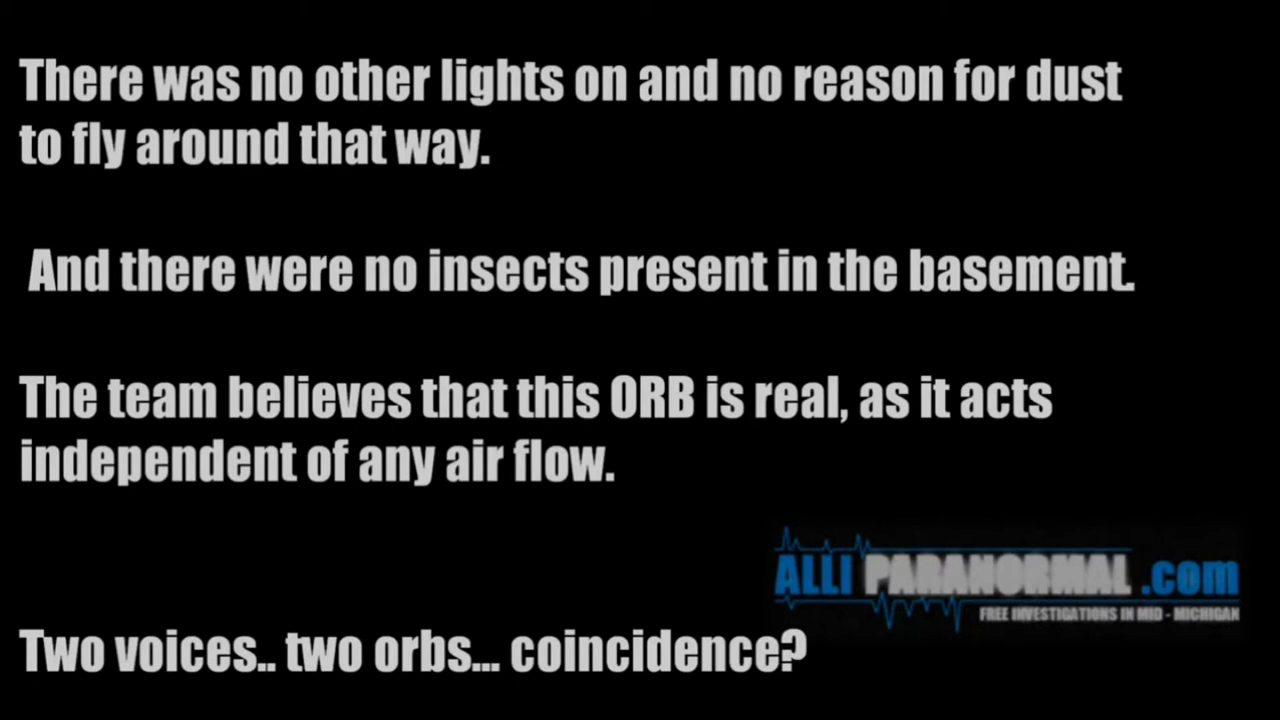 There was no other lights on and no reason for dust
to fly around that way.
And there were no insects present in the basement.
The team believes that this ORB is real, as it acts
independent of any air flow.
ALLI PARANORMAL .com
FREE INVESTIGATIONS IN MID - MICHIGAN
Two voices.. two orbs... coincidence?